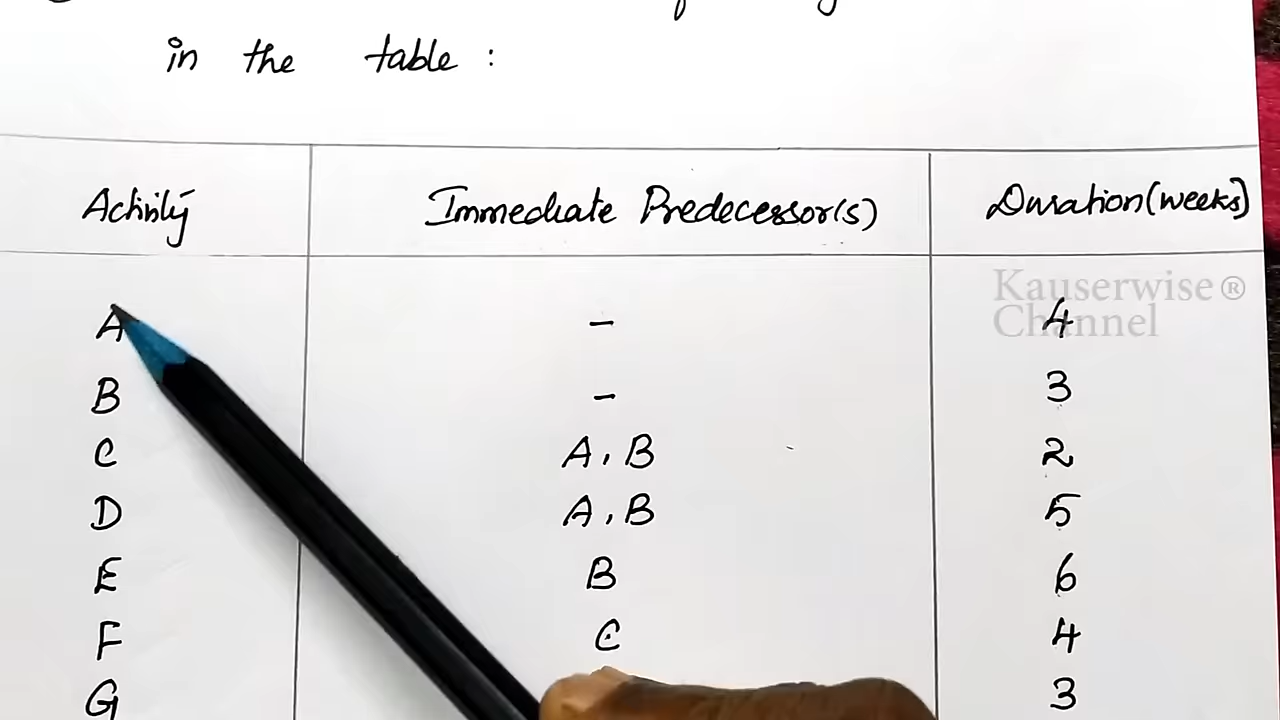 in the table :
Activity Immediate Predecessor(s) Duration(weeks)
Kauserwise®
Channel
A - 4
B - 3
C A, B 2
D A, B 5
E B 6
F C 4
G 3